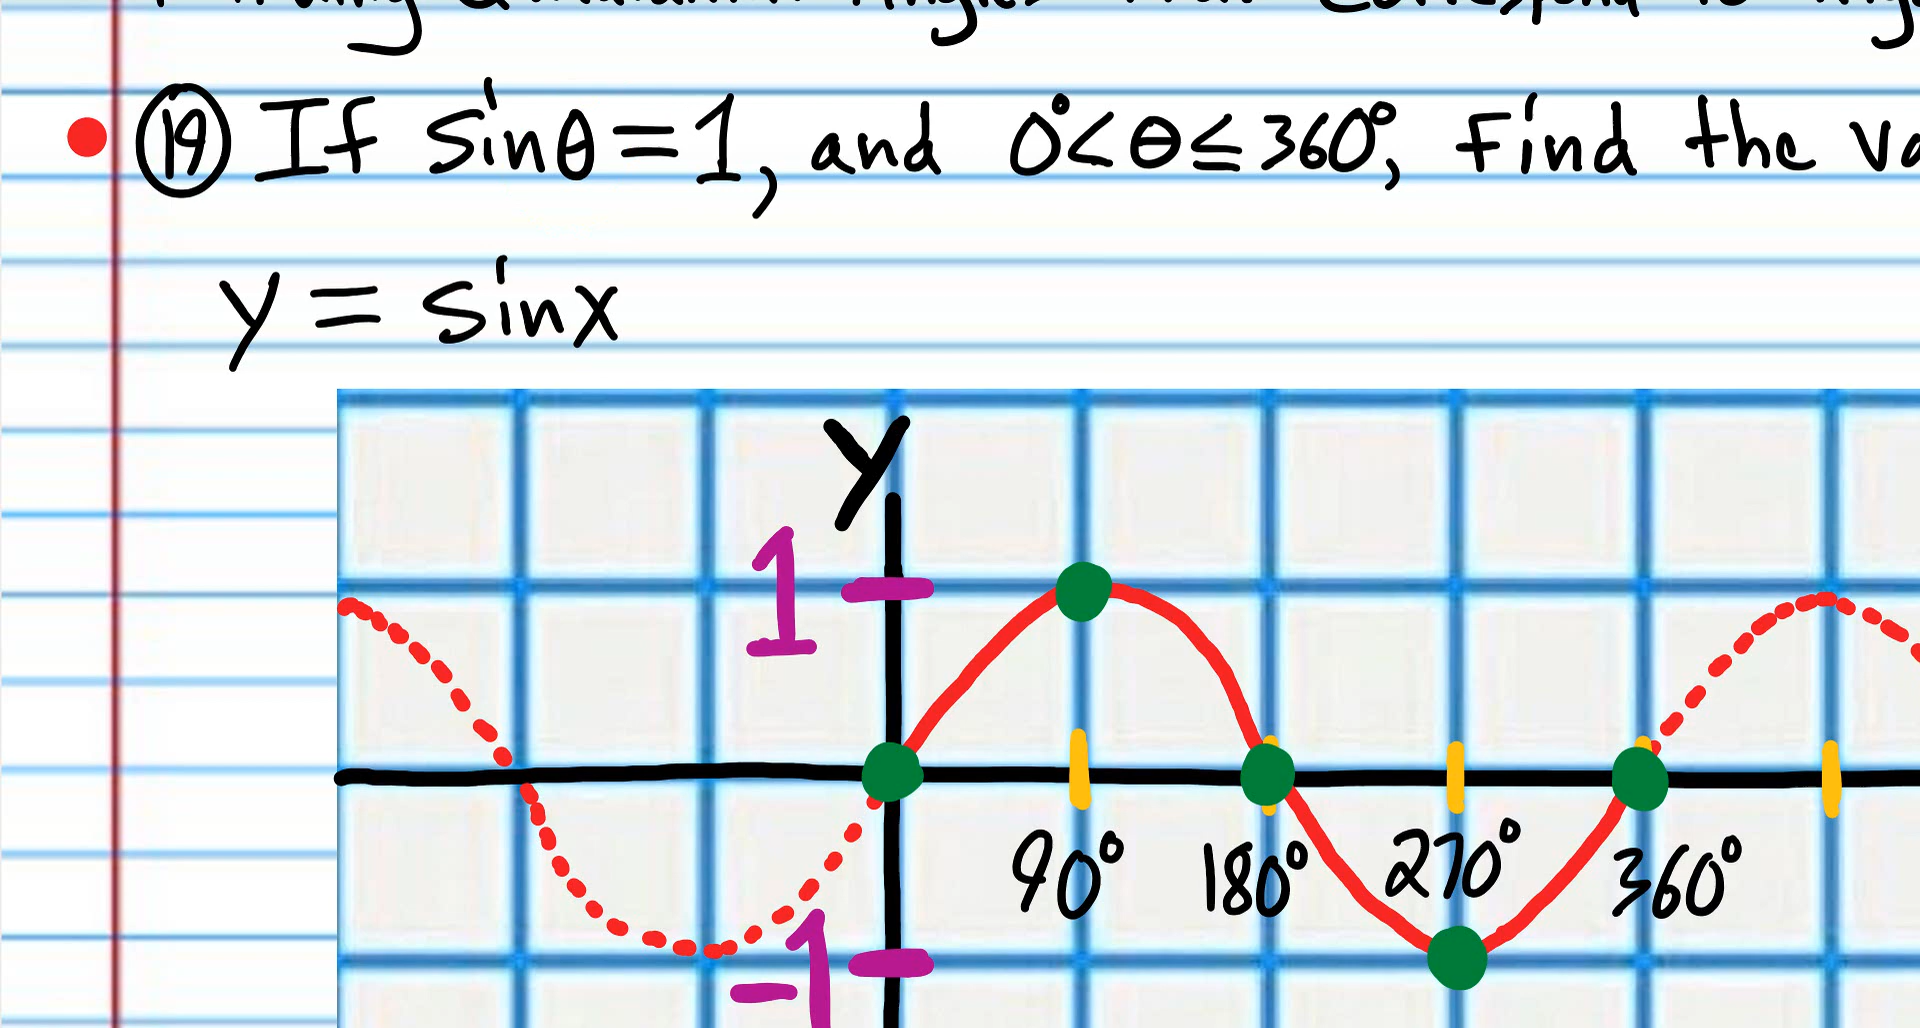 ⑲ If sinθ=1, and 0°<θ≤360°, Find the
y = sinx
y
1
90° 180° 270° 360°
-1